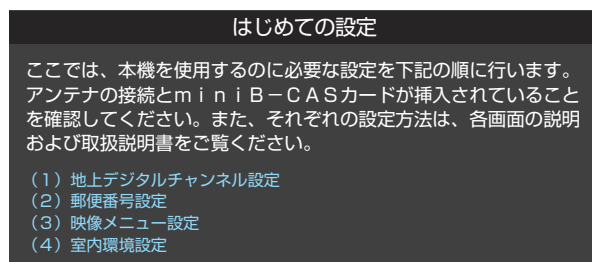 はじめての設定
ここでは、本機を使用するのに必要な設定を下記の順に行います。
アンテナの接続とｍｉｎｉＢ－ＣＡＳカードが挿入されていること
を確認してください。また、それぞれの設定方法は、各画面の説明
および取扱説明書をご覧ください。
（１）地上デジタルチャンネル設定
（２）郵便番号設定
（３）映像メニュー設定
（４）室内環境設定